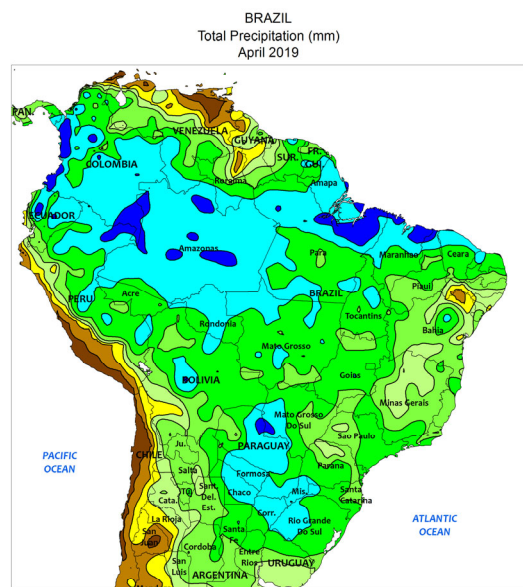 BRAZIL
Total Precipitation (mm)
April 2019
PAN.
VENEZUELA
GUYANA
SUR.
FR.
GUI.
COLOMBIA
Roraima
Amapa
ECUADOR
Amazonas
Para
Maranhao
Ceara
Piaui
PERU
Acre
BRAZIL
Tocantins
Rondonia
Bahia
Mato Grosso
BOLIVIA
Goias
Minas Gerais
Mato Grosso
Do Sul
Sao Paulo
PACIFIC
OCEAN
CHILE
Ju.
PARAGUAY
Parana
Salta
Formosa
TU.
Sant.
Del.
Est.
Chaco
Mis.
Santa
Catarina
Cata.
Corr.
La Rioja
Rio Grande
Do Sul
ATLANTIC
OCEAN
San
Juan
Santa
Fe
Cordoba
Entre
Rios
San
Luis
URUGUAY
ARGENTINA